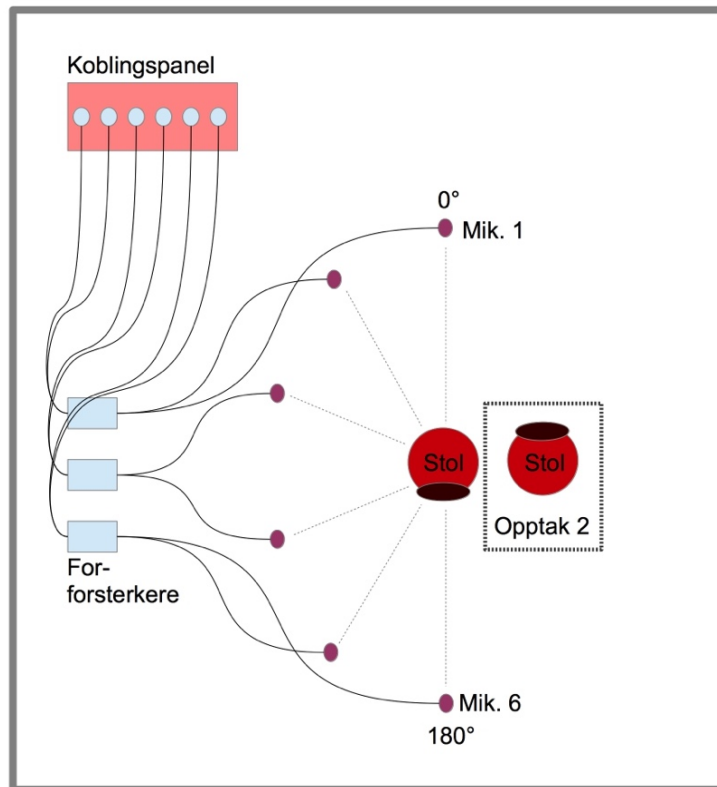 Koblingspanel
0°
Mik. 1
Stol
Stol
Opptak 2
For-
forsterkere
Mik. 6
180°